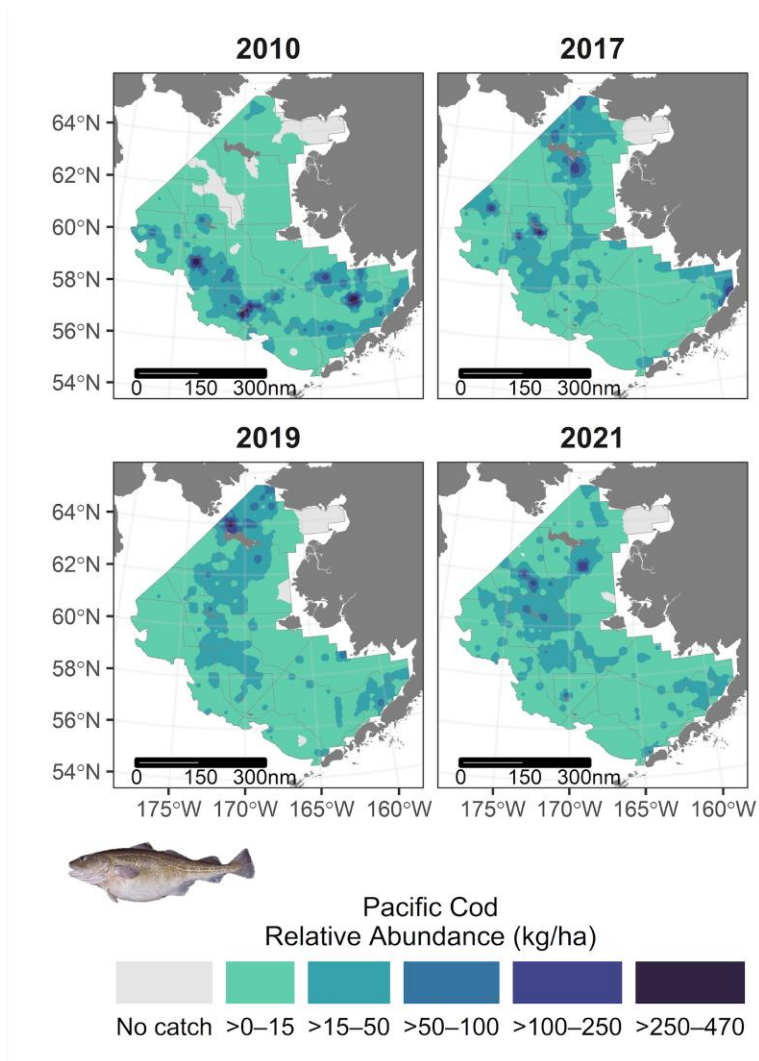 2010 2017
64°N
62°N
60°N
58°N
56°N
54°N
0 150 300nm 0 150 300nm
2019 2021
64°N
62°N
60°N
58°N
56°N
54°N
0 150 300nm 0 150 300nm
175°W 170°W 165°W 160°W 175°W 170°W 165°W 160°W
Pacific Cod
Relative Abundance (kg/ha)
No catch >0–15 >15–50 >50–100 >100–250 >250–470